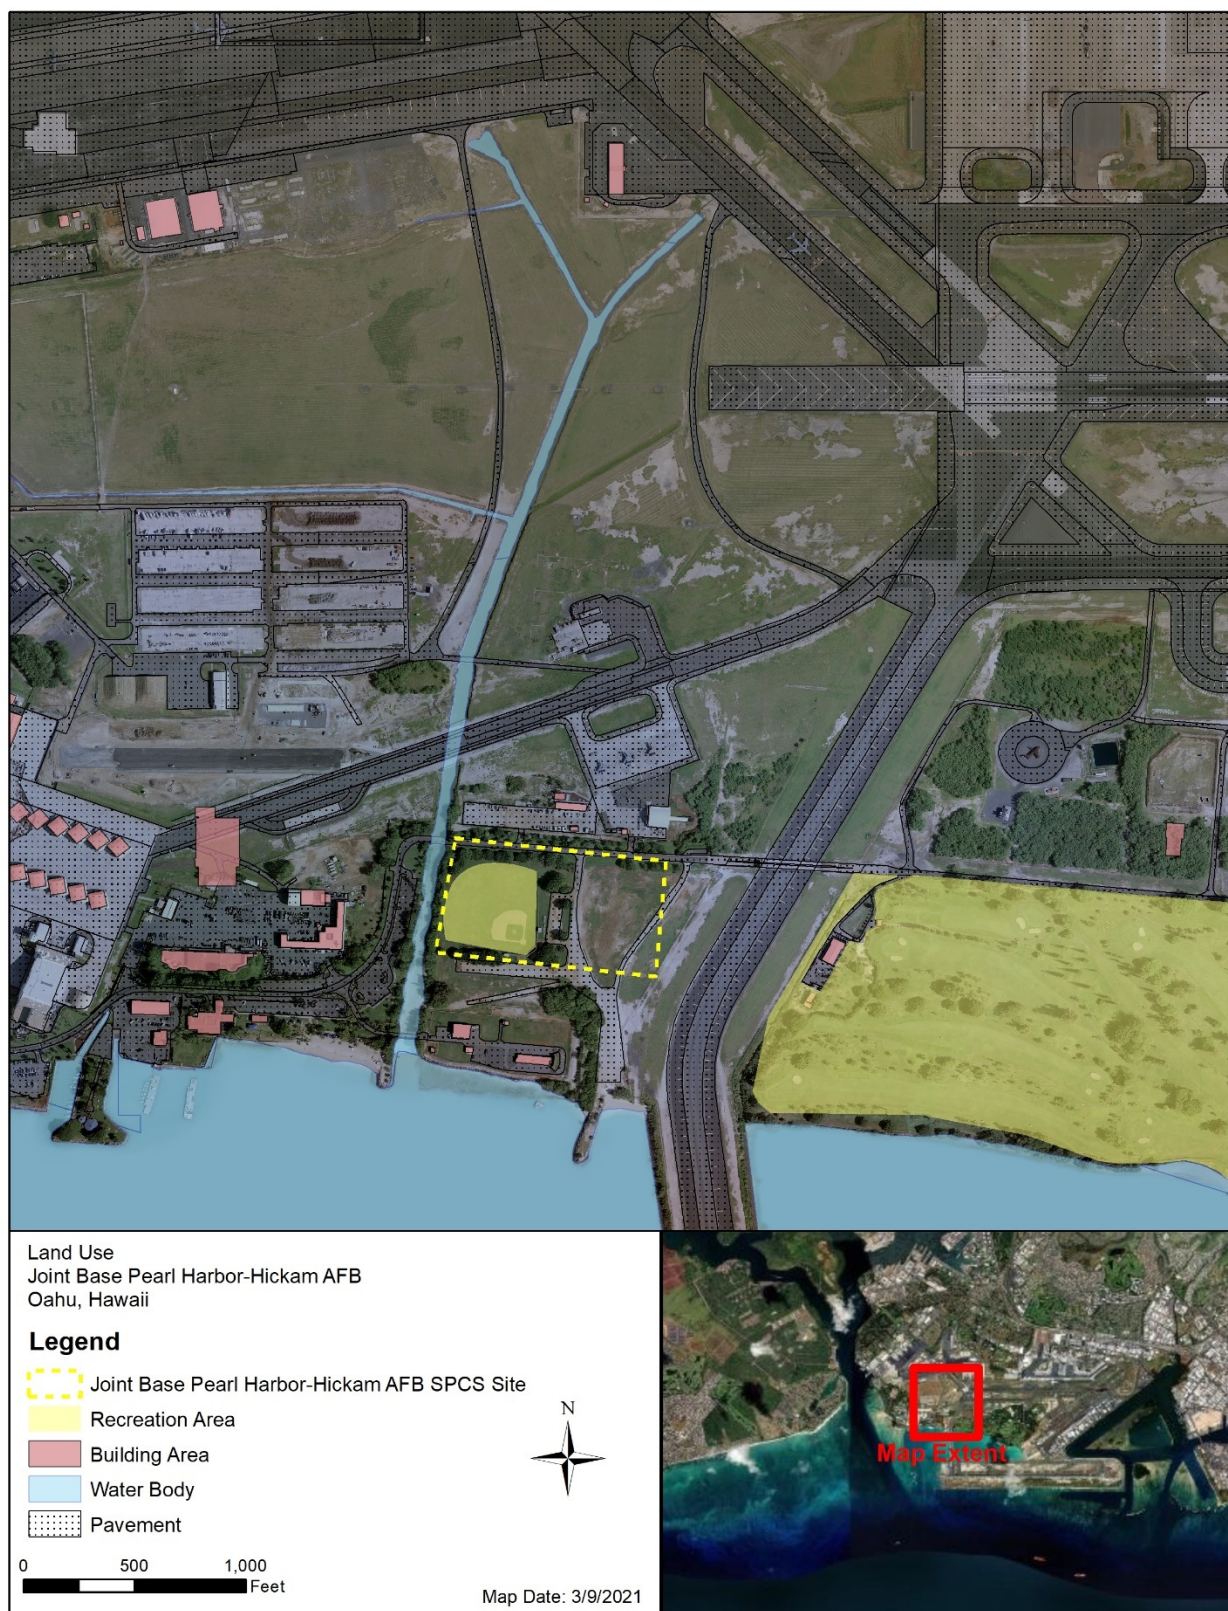 Land Use
Joint Base Pearl Harbor-Hickam AFB
Oahu, Hawaii
Legend
Joint Base Pearl Harbor-Hickam AFB SPCS Site
Recreation Area
Building Area
Water Body
Pavement
N
0 500 1,000
Feet
Map Date: 3/9/2021
Map Extent